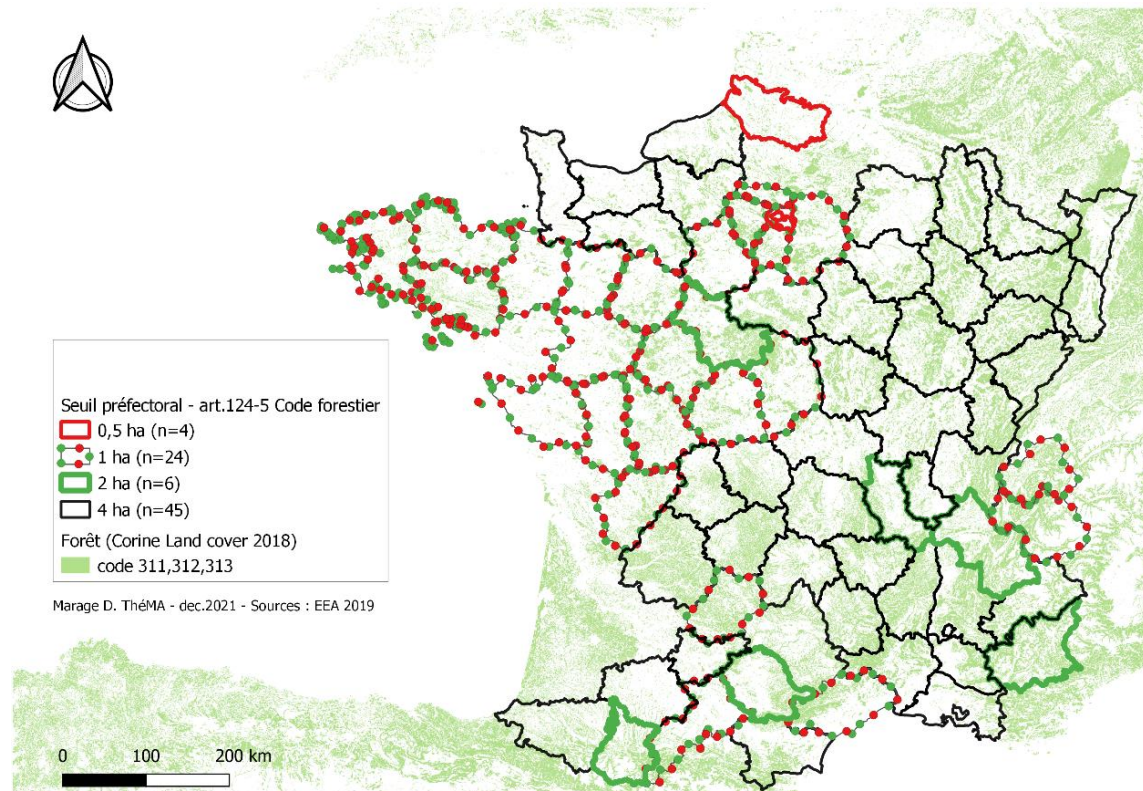 Seuil préfectoral - art.124-5 Code forestier
0,5 ha (n=4)
1 ha (n=24)
2 ha (n=6)
4 ha (n=45)
Forêt (Corine Land cover 2018)
code 311,312,313
Marage D. ThéMA - dec.2021 - Sources : EEA 2019
0 100 200 km